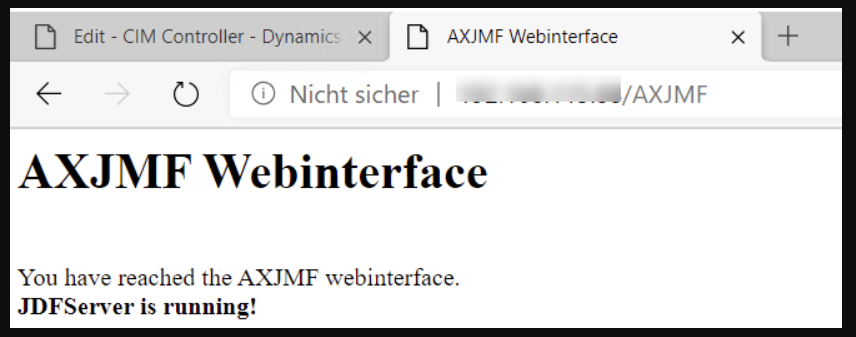 Edit - CIM Controller - Dynamics
AXJMF Webinterface
Nicht sicher | /AXJMF
AXJMF Webinterface
You have reached the AXJMF webinterface.
JDFServer is running!